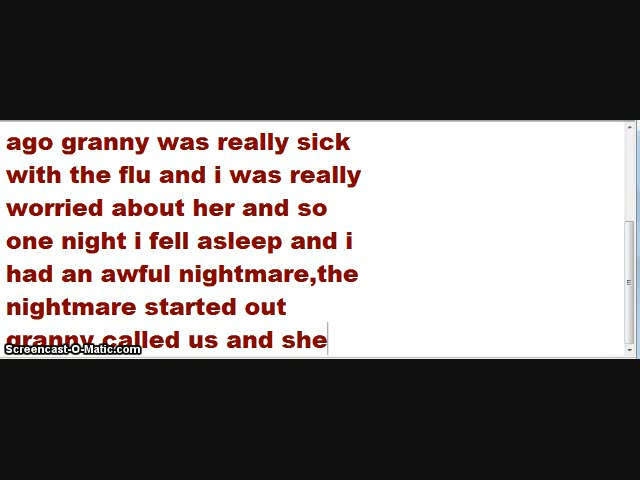 ago granny was really sick
with the flu and i was really
worried about her and so
one night i fell asleep and i
had an awful nightmare,the
nightmare started out
granny called us and she
Screencast-O-Matic.com